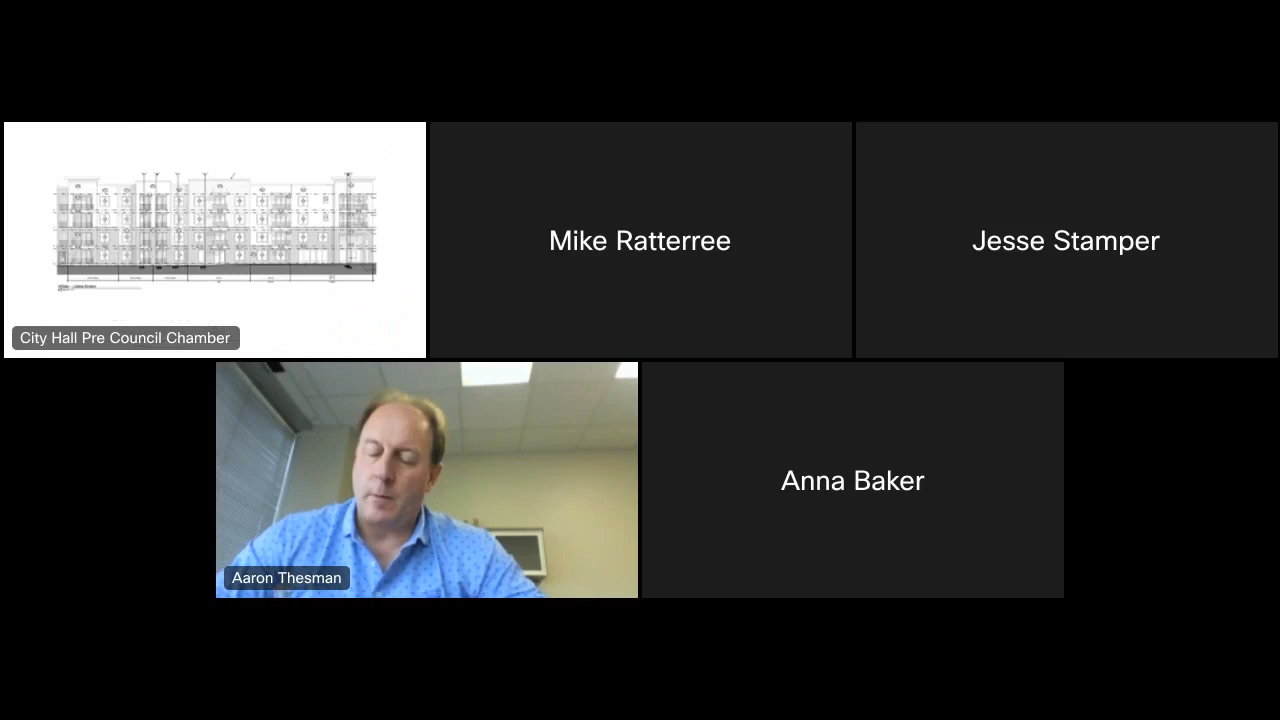 Mike Ratterree
Jesse Stamper
City Hall Pre Council Chamber
Anna Baker
Aaron Thesman